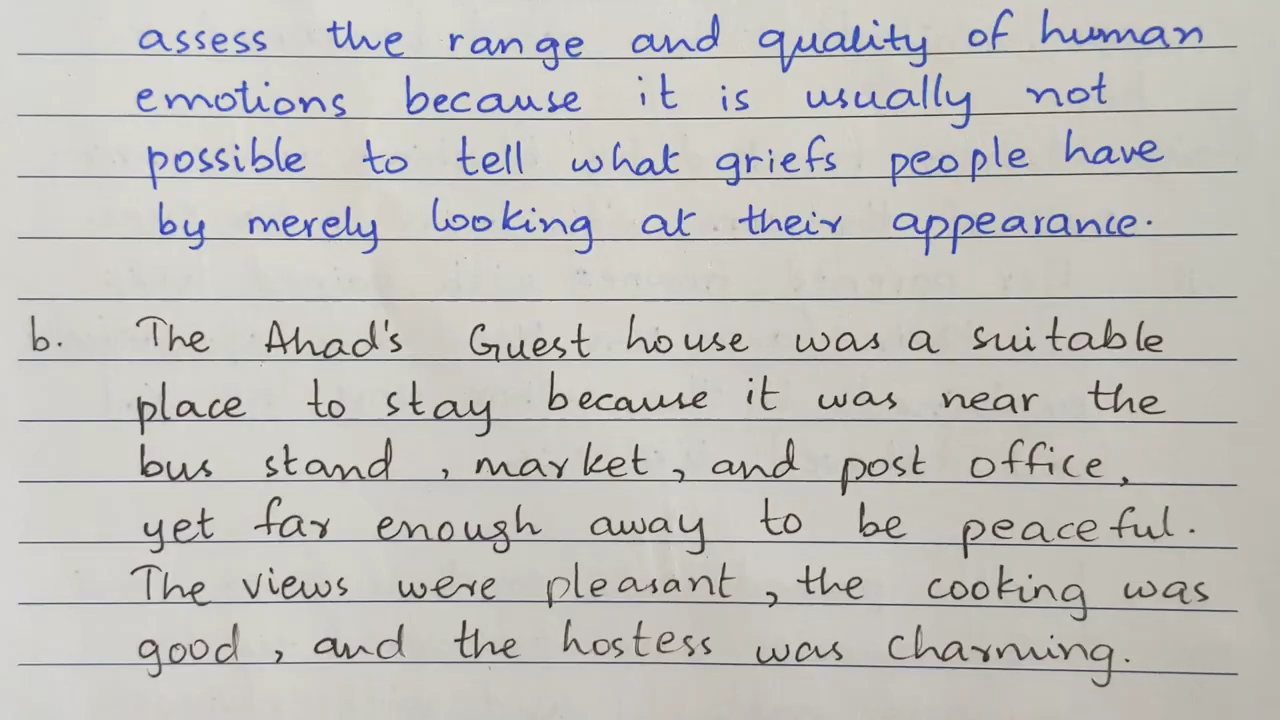 assess the range and quality of human
emotions because it is usually not
possible to tell what griefs people have
by merely looking at their appearance.
b. The Ahad's Guest house was a suitable
place to stay because it was near the
bus stand, market, and post office,
yet far enough away to be peaceful.
The views were pleasant, the cooking was
good, and the hostess was charming.